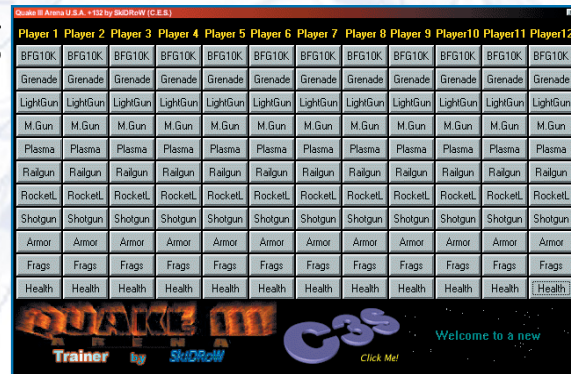 Quake III Arena U.S.A. +132 by SkiDRoW (C.E.S.)
Player 1 Player 2 Player 3 Player 4 Player 5 Player 6 Player 7 Player 8 Player 9 Player10 Player11 Player12
BFG10K BFG10K BFG10K BFG10K BFG10K BFG10K BFG10K BFG10K BFG10K BFG10K BFG10K BFG10K
Grenade Grenade Grenade Grenade Grenade Grenade Grenade Grenade Grenade Grenade Grenade Grenade
LightGun LightGun LightGun LightGun LightGun LightGun LightGun LightGun LightGun LightGun LightGun LightGun
M.Gun M.Gun M.Gun M.Gun M.Gun M.Gun M.Gun M.Gun M.Gun M.Gun M.Gun M.Gun
Plasma Plasma Plasma Plasma Plasma Plasma Plasma Plasma Plasma Plasma Plasma Plasma
Railgun Railgun Railgun Railgun Railgun Railgun Railgun Railgun Railgun Railgun Railgun Railgun
RocketL RocketL RocketL RocketL RocketL RocketL RocketL RocketL RocketL RocketL RocketL RocketL
Shotgun Shotgun Shotgun Shotgun Shotgun Shotgun Shotgun Shotgun Shotgun Shotgun Shotgun Shotgun
Armor Armor Armor Armor Armor Armor Armor Armor Armor Armor Armor Armor
Frags Frags Frags Frags Frags Frags Frags Frags Frags Frags Frags Frags
Health Health Health Health Health Health Health Health Health Health Health Health
QUAKE III
ARENA
Trainer by SkiDRoW
C3S
Click Me!
Welcome to a new